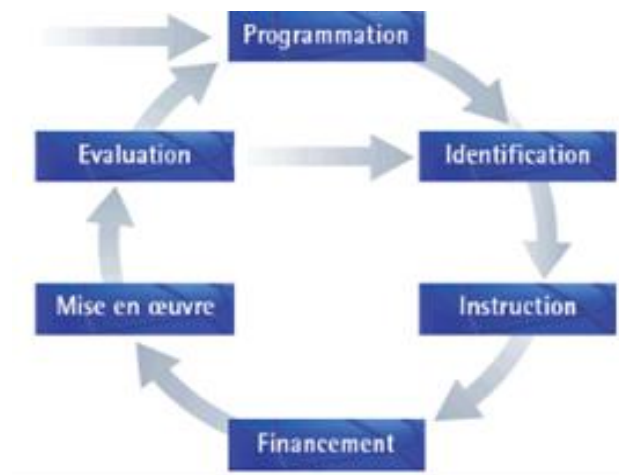 Programmation
Evaluation
Identification
Mise en œuvre
Instruction
Financement